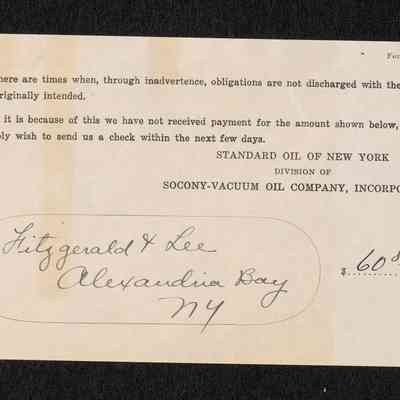 For
here are times when, through inadvertence, obligations are not discharged with the
riginally intended.
it is because of this we have not received payment for the amount shown below,
bly wish to send us a check within the next few days.
STANDARD OIL OF NEW YORK
DIVISION OF
SOCONY-VACUUM OIL COMPANY, INCORPO
Fitzgerald & Lee
Alexandria Bay
NY
$ 60 8